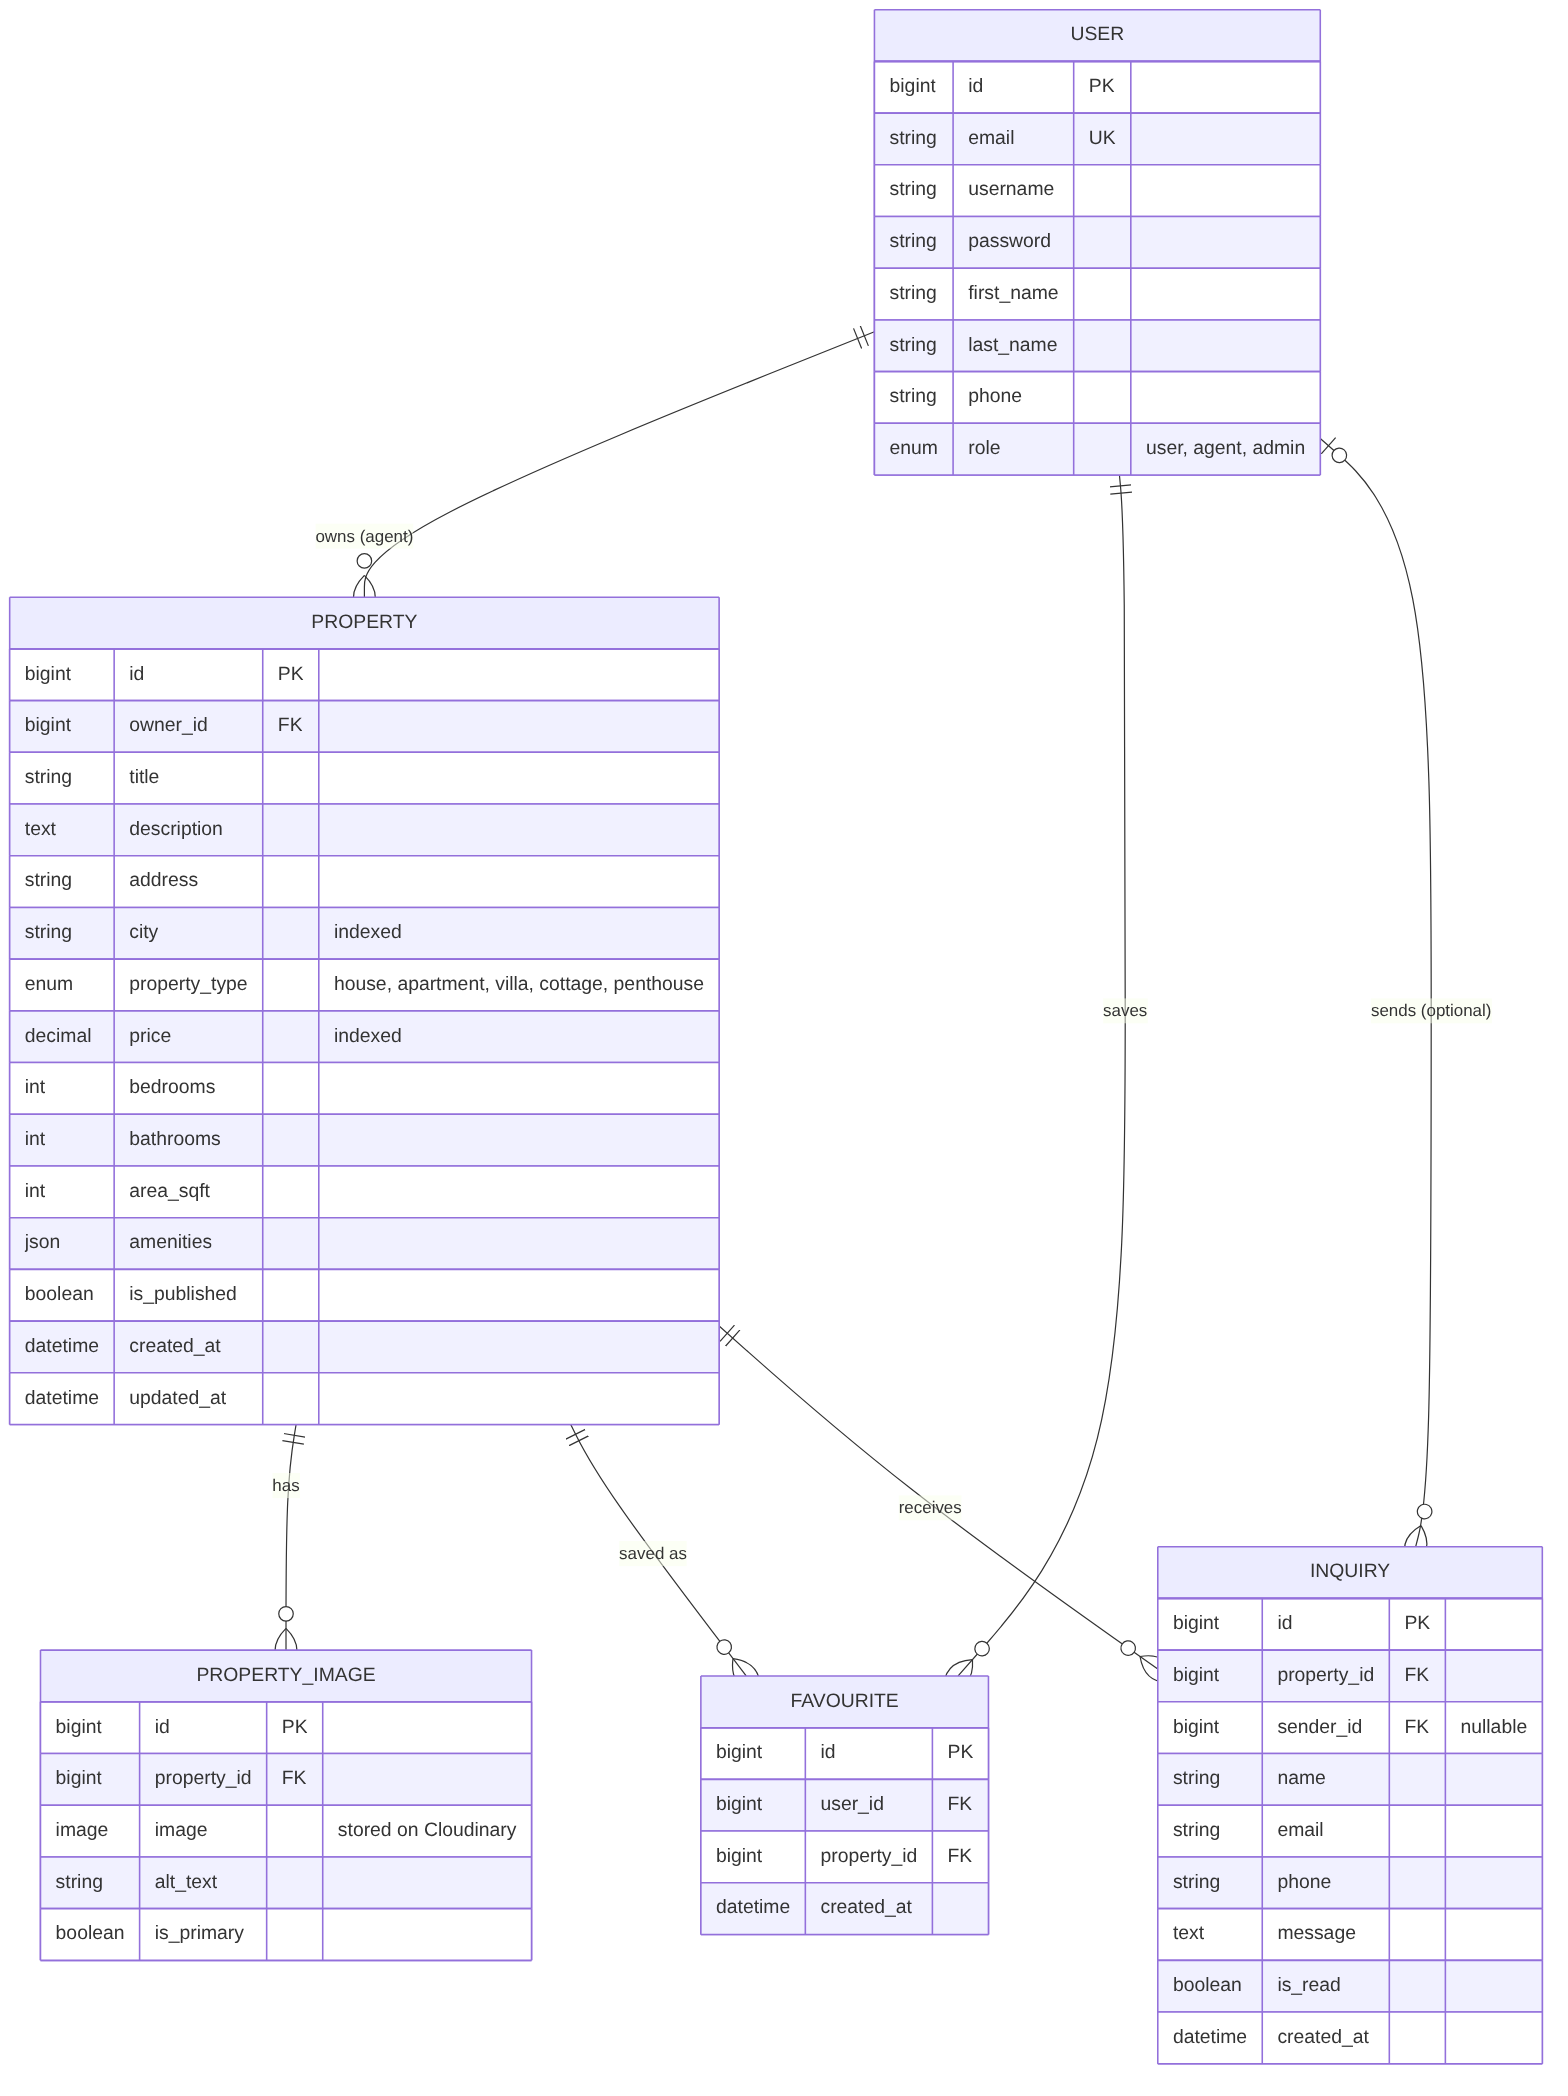 USER
bigint id PK
string email UK
string username
string password
string first_name
string last_name
string phone
enum role user, agent, admin
owns (agent)
PROPERTY
bigint id PK
bigint owner_id FK
string title
text description
string address
string city indexed
enum property_type house, apartment, villa, cottage, penthouse
decimal price indexed
int bedrooms
int bathrooms
int area_sqft
json amenities
boolean is_published
datetime created_at
datetime updated_at
saves
sends (optional)
has
saved as
receives
PROPERTY_IMAGE
bigint id PK
bigint property_id FK
image image stored on Cloudinary
string alt_text
boolean is_primary
FAVOURITE
bigint id PK
bigint user_id FK
bigint property_id FK
datetime created_at
INQUIRY
bigint id PK
bigint property_id FK
bigint sender_id FK nullable
string name
string email
string phone
text message
boolean is_read
datetime created_at